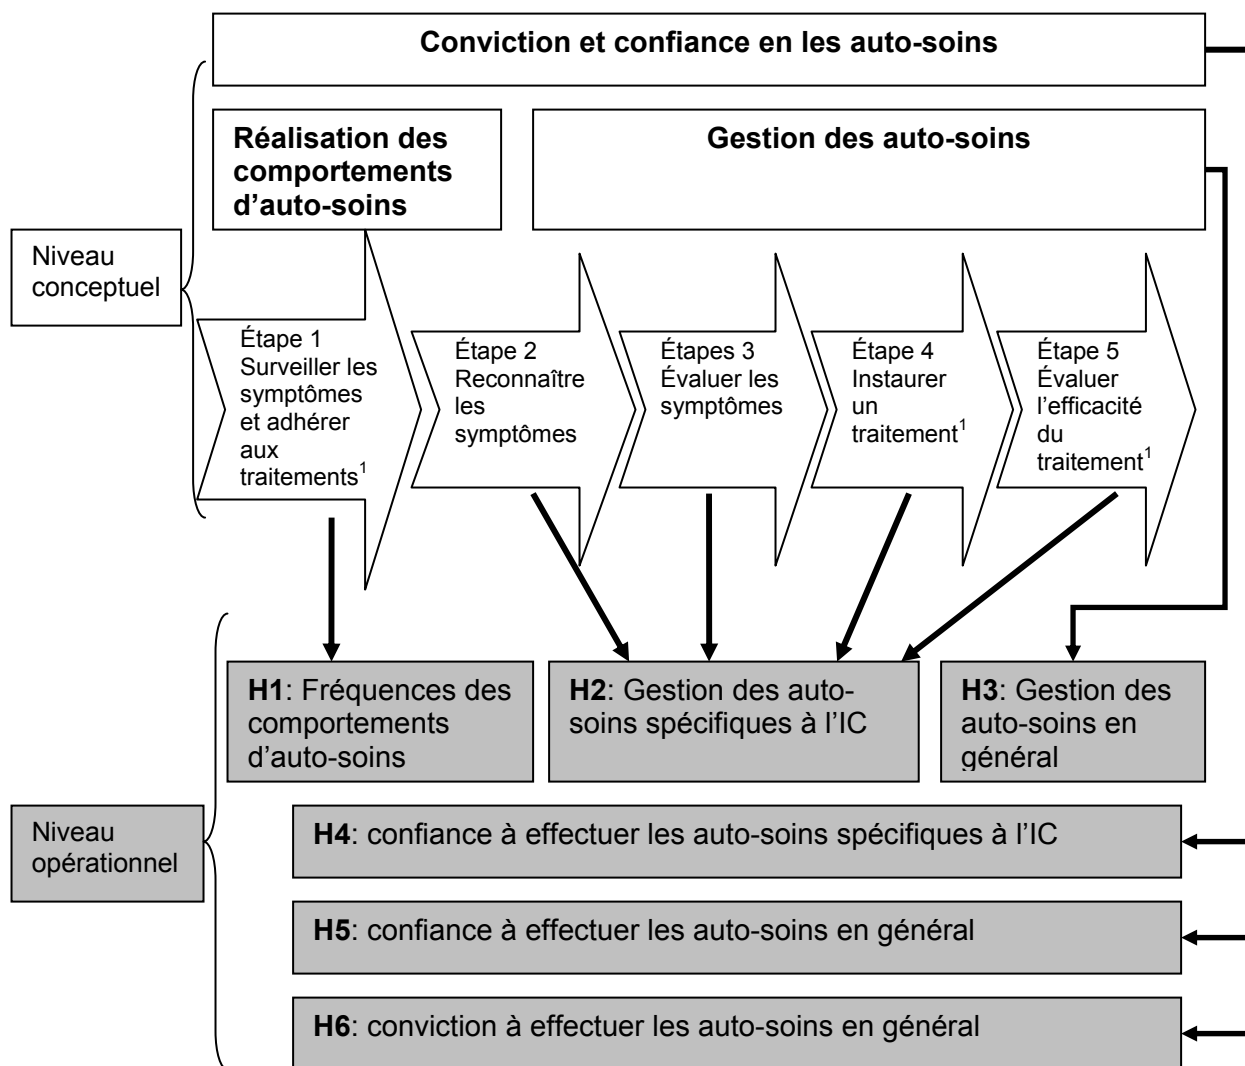 Conviction et confiance en les auto-soins
Réalisation des
comportements
d’auto-soins
Gestion des auto-soins
Niveau
conceptuel
Étape 1
Surveiller les
symptômes
et adhérer
aux
traitements¹
Étape 2
Reconnaître
les
symptômes
Étapes 3
Évaluer les
symptômes
Étape 4
Instaurer
un
traitement¹
Étape 5
Évaluer
l’efficacité
du
traitement¹
H1: Fréquences des
comportements
d’auto-soins
H2: Gestion des auto-
soins spécifiques à l’IC
H3: Gestion des
auto-soins en
général
Niveau
opérationnel
H4: confiance à effectuer les auto-soins spécifiques à l’IC
H5: confiance à effectuer les auto-soins en général
H6: conviction à effectuer les auto-soins en général